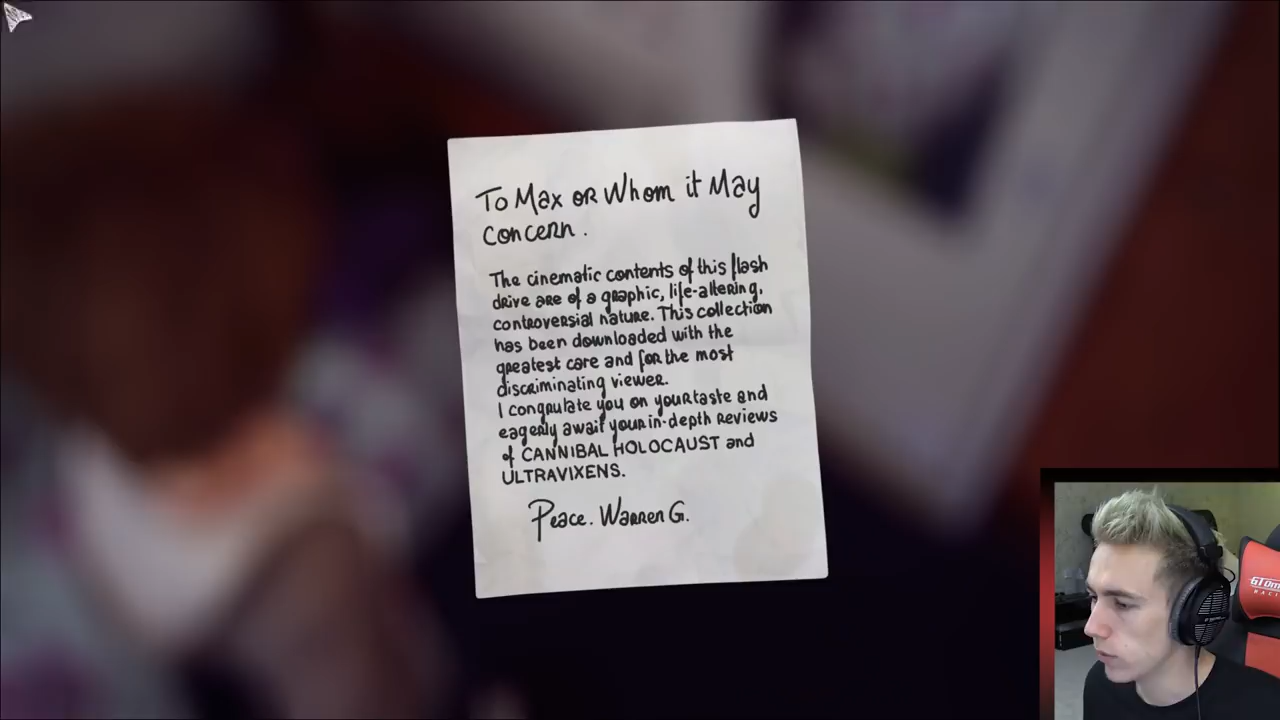 To Max or Whom it May
Concern.
The cinematic contents of this flash
drive are of a graphic, life-altering,
controversial nature. This collection
has been downloaded with the
greatest care and for the most
discriminating viewer.
I congrulate you on your taste and
eagerly await your in-depth reviews
of CANNIBAL HOLOCAUST and
ULTRAVIXENS.
Peace. Warren G.